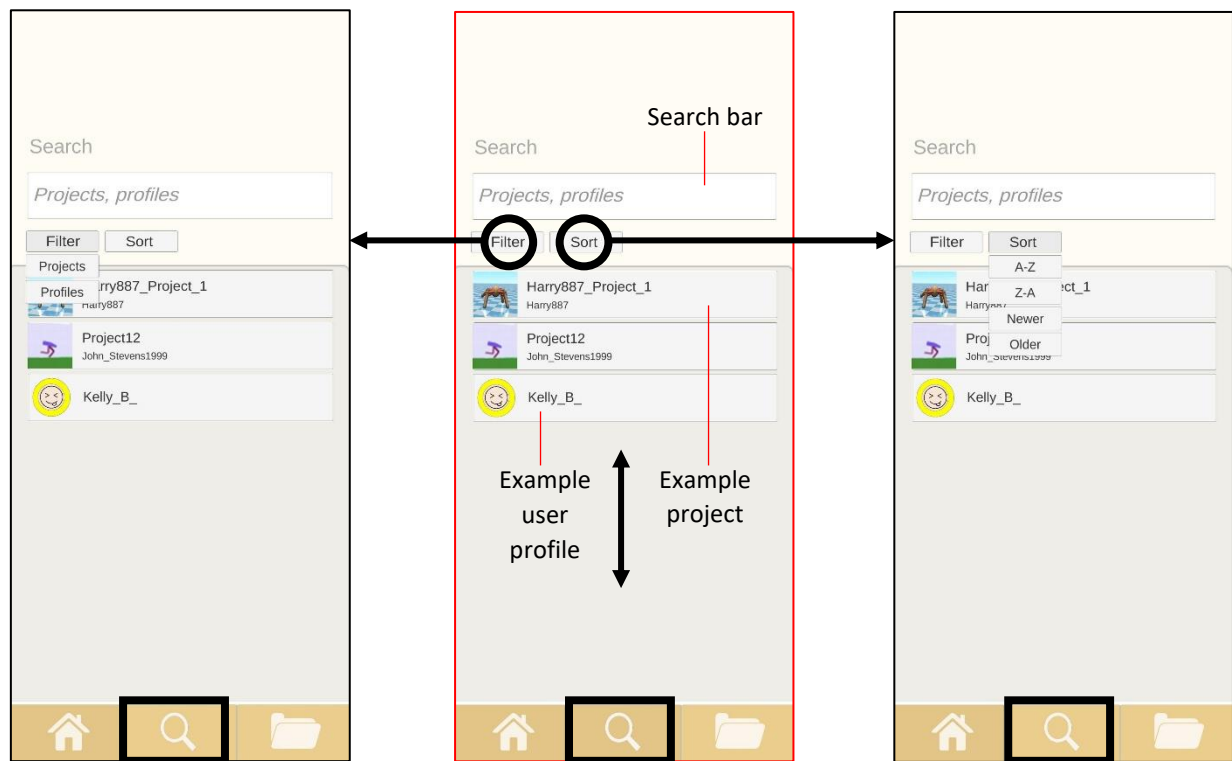 Search
Projects, profiles
Filter Sort
Projects
Profiles
rry887_Project_1
Harry887
Project12
John_Stevens1999
Kelly_B_
Search bar
Search
Projects, profiles
Filter Sort
Harry887_Project_1
Harry887
Project12
John_Stevens1999
Kelly_B_
Example
user
profile
Example
project
Search
Projects, profiles
Filter Sort
A-Z
Z-A
Newer
Older
Har ject_1
Proj
John_Stevens1999
Kelly_B_